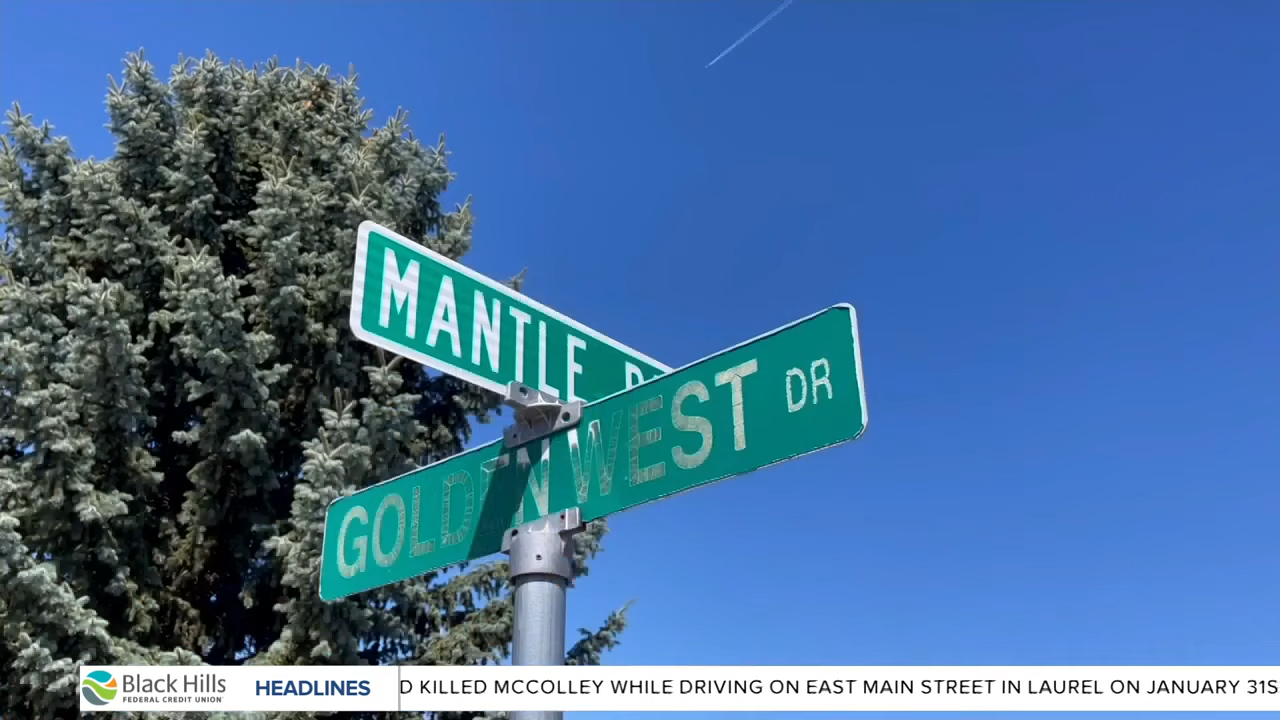 MANTLE
GOLDEN WEST DR
Black Hills
FEDERAL CREDIT UNION
HEADLINES
D KILLED MCCOLLEY WHILE DRIVING ON EAST MAIN STREET IN LAUREL ON JANUARY 31S